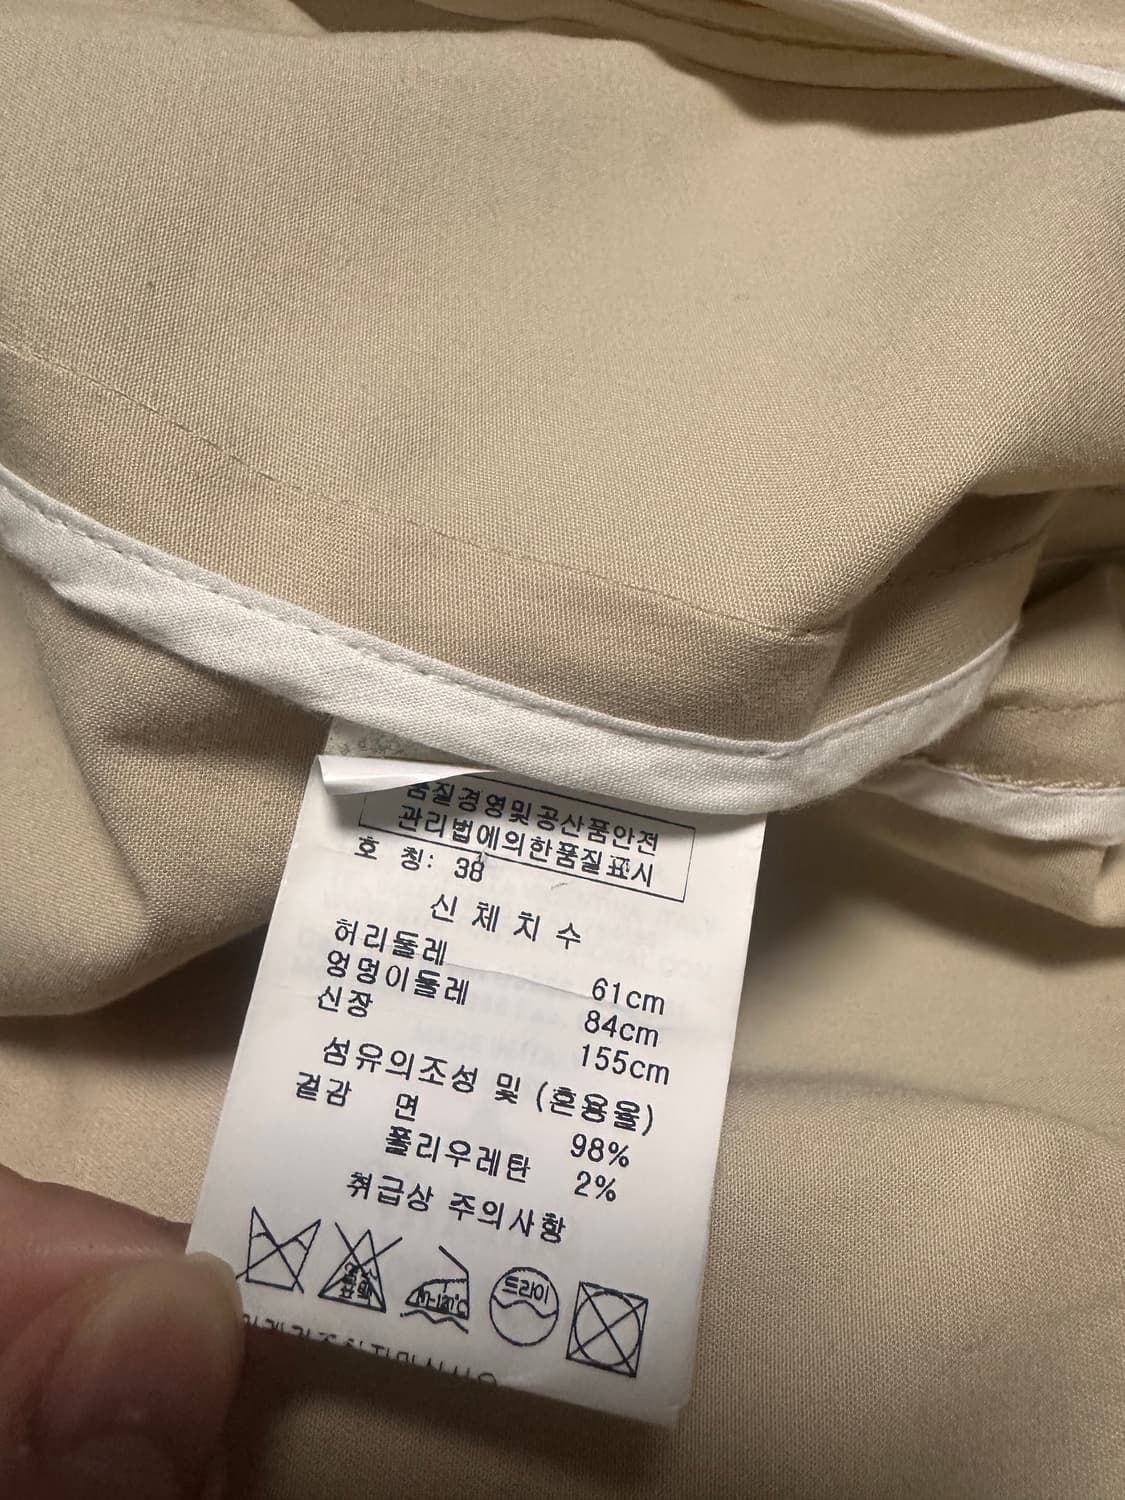 품질경영및공산품안전
관리법에의한품질표시
호 칭: 38
신 체 치 수
허리둘레 61cm
엉덩이둘레 84cm
신장 155cm
섬유의조성 및 (혼용율)
겉감 면 98%
폴리우레탄 2%
취급상 주의사항
드라이